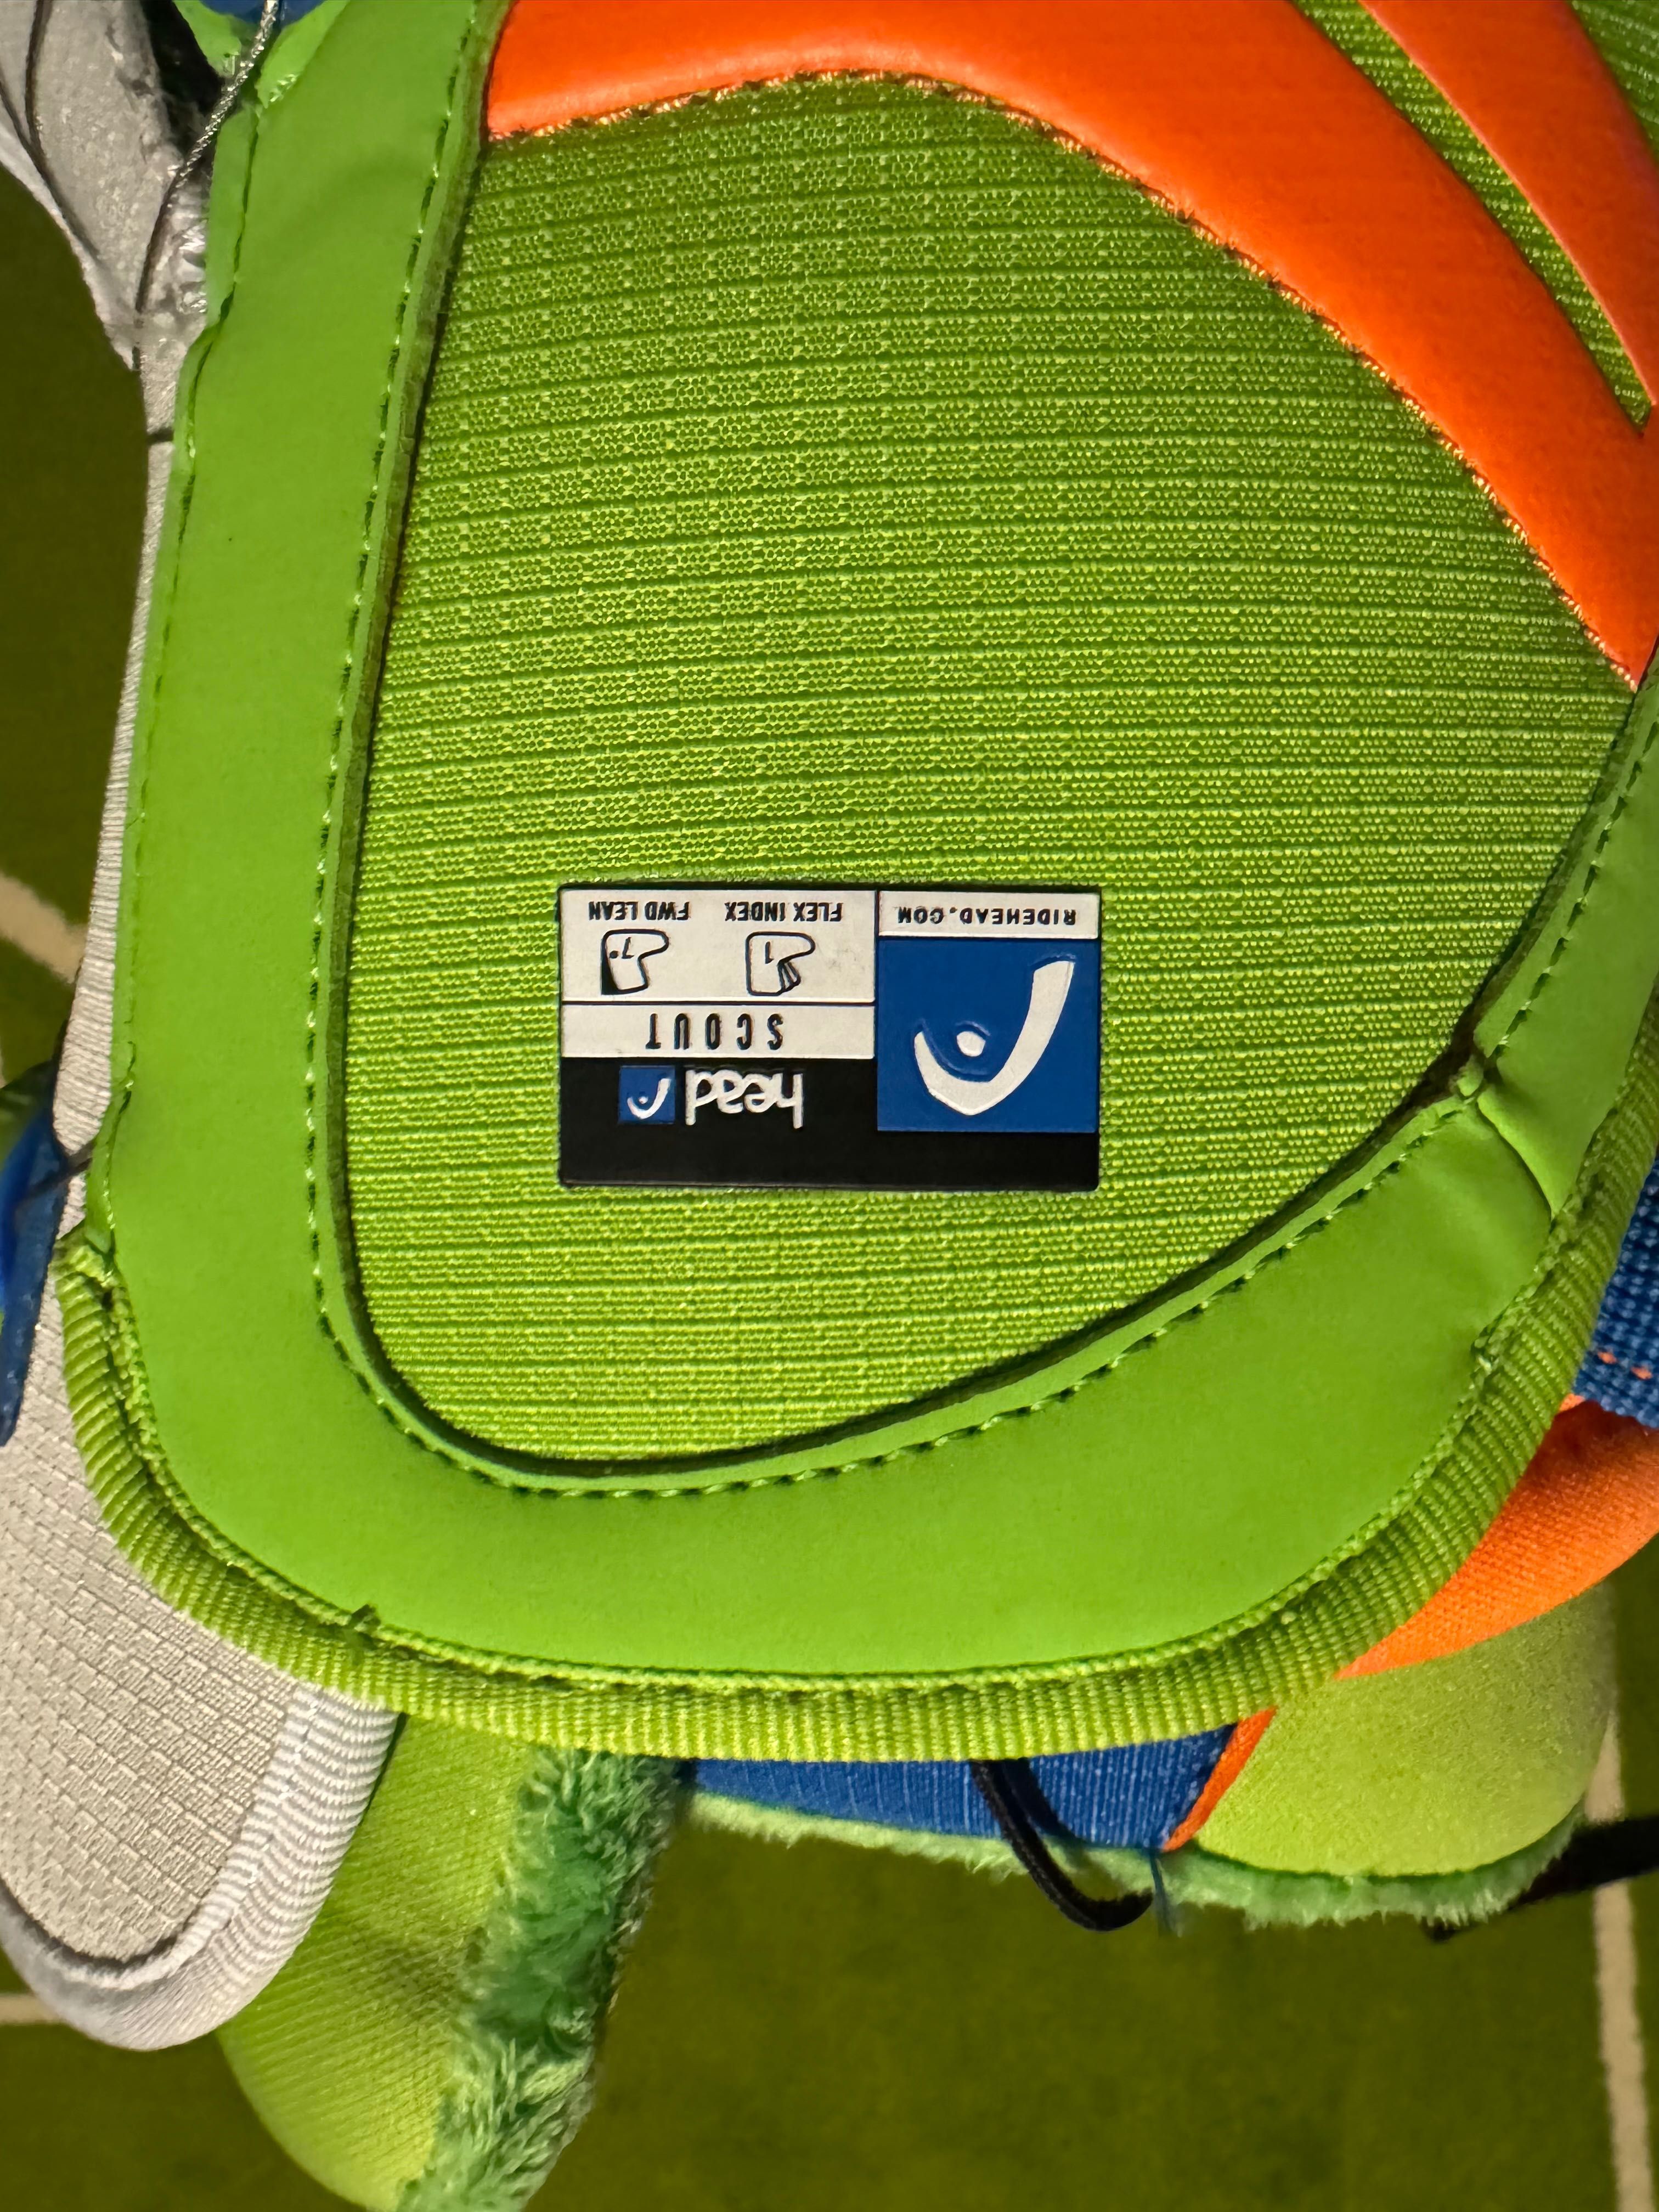 head
SCOUT
1 7°
FLEX INDEX FWD LEAN
RIDEHEAD.COM